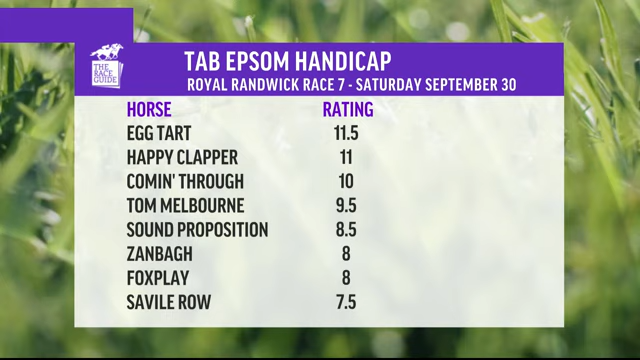 THE
RACE
GUIDE
TAB EPSOM HANDICAP
ROYAL RANDWICK RACE 7 - SATURDAY SEPTEMBER 30
HORSE RATING
EGG TART 11.5
HAPPY CLAPPER 11
COMIN' THROUGH 10
TOM MELBOURNE 9.5
SOUND PROPOSITION 8.5
ZANBAGH 8
FOXPLAY 8
SAVILE ROW 7.5